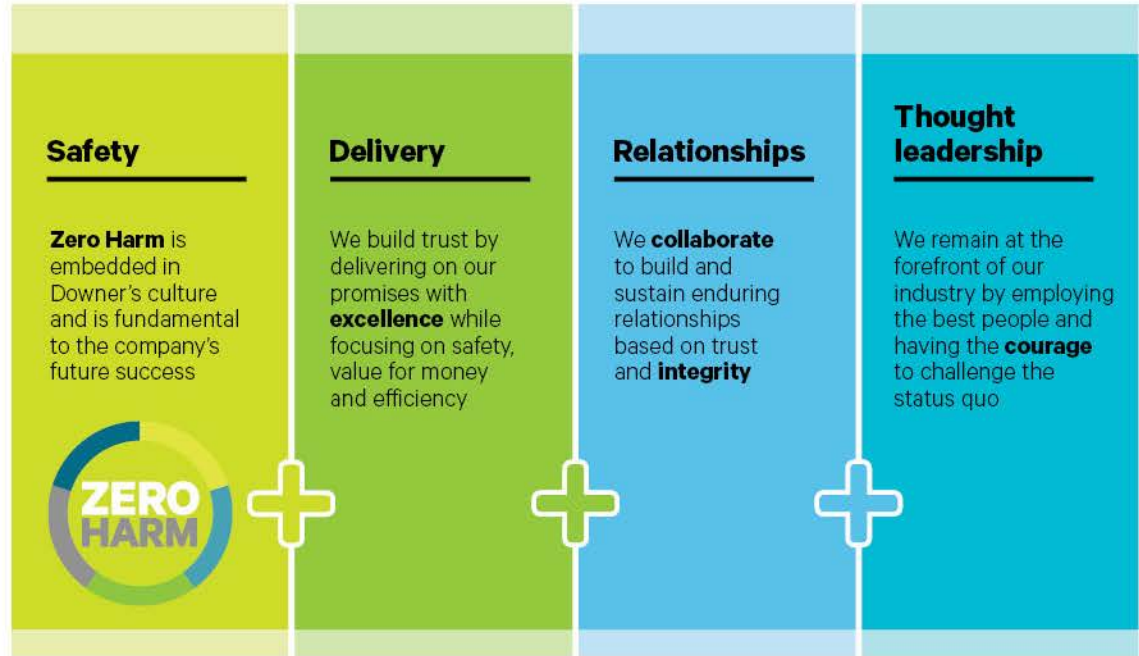 Safety
Zero Harm is
embedded in
Downer’s culture
and is fundamental
to the company’s
future success
ZERO
HARM
Delivery
We build trust by
delivering on our
promises with
excellence while
focusing on safety,
value for money
and efficiency
Relationships
We collaborate
to build and
sustain enduring
relationships
based on trust
and integrity
Thought
leadership
We remain at the
forefront of our
industry by employing
the best people and
having the courage
to challenge the
status quo